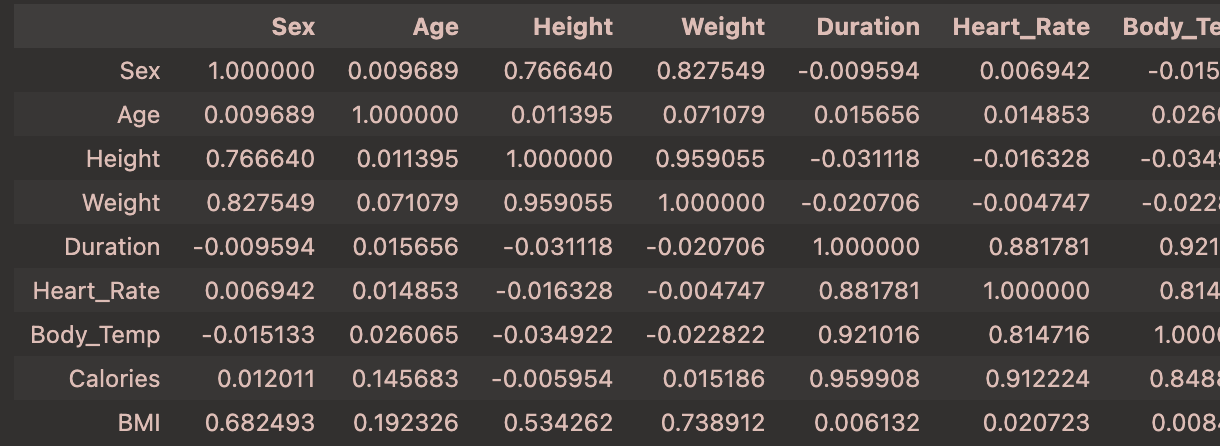 Sex Age Height Weight Duration Heart_Rate Body_Te
Sex 1.000000 0.009689 0.766640 0.827549 -0.009594 0.006942 -0.015
Age 0.009689 1.000000 0.011395 0.071079 0.015656 0.014853 0.026
Height 0.766640 0.011395 1.000000 0.959055 -0.031118 -0.016328 -0.034
Weight 0.827549 0.071079 0.959055 1.000000 -0.020706 -0.004747 -0.022
Duration -0.009594 0.015656 -0.031118 -0.020706 1.000000 0.881781 0.921
Heart_Rate 0.006942 0.014853 -0.016328 -0.004747 0.881781 1.000000 0.814
Body_Temp -0.015133 0.026065 -0.034922 -0.022822 0.921016 0.814716 1.000
Calories 0.012011 0.145683 -0.005954 0.015186 0.959908 0.912224 0.848
BMI 0.682493 0.192326 0.534262 0.738912 0.006132 0.020723 0.008